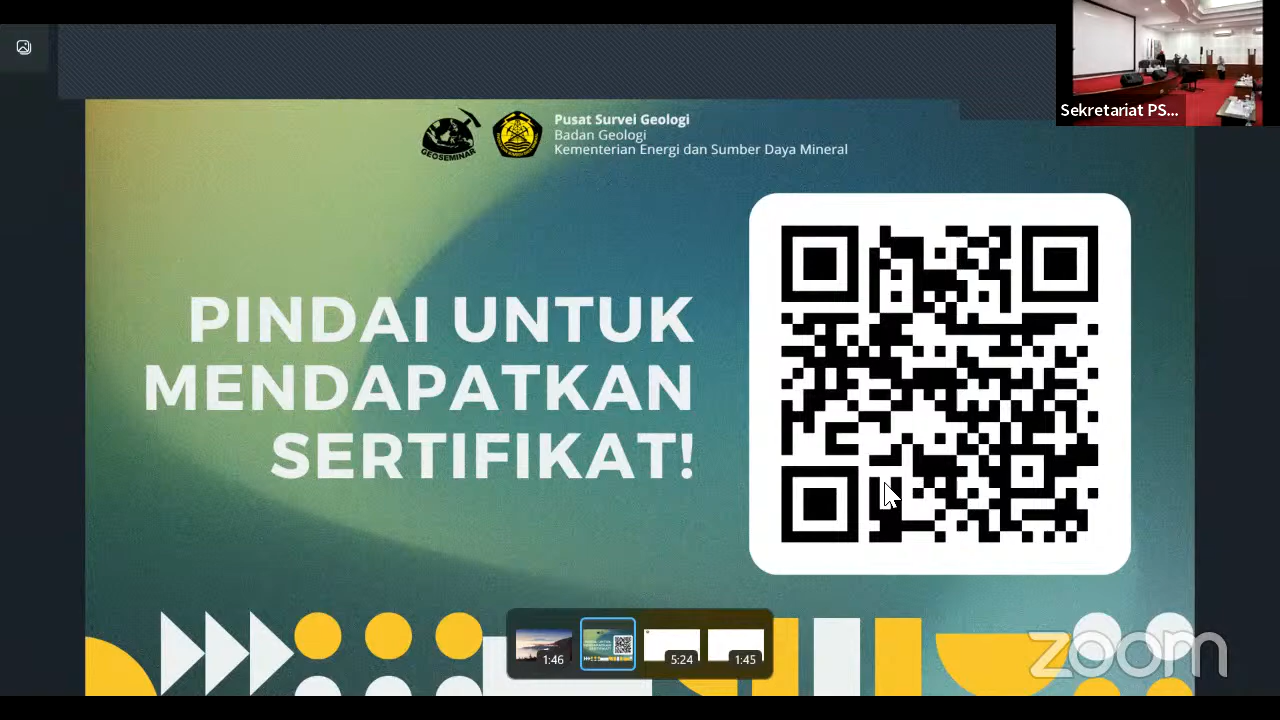 Sekretariat PS...
GEOSEMINAR
Pusat Survei Geologi
Badan Geologi
Kementerian Energi dan Sumber Daya Mineral
PINDAI UNTUK
MENDAPATKAN
SERTIFIKAT!
1:46
5:24
1:45
zoom